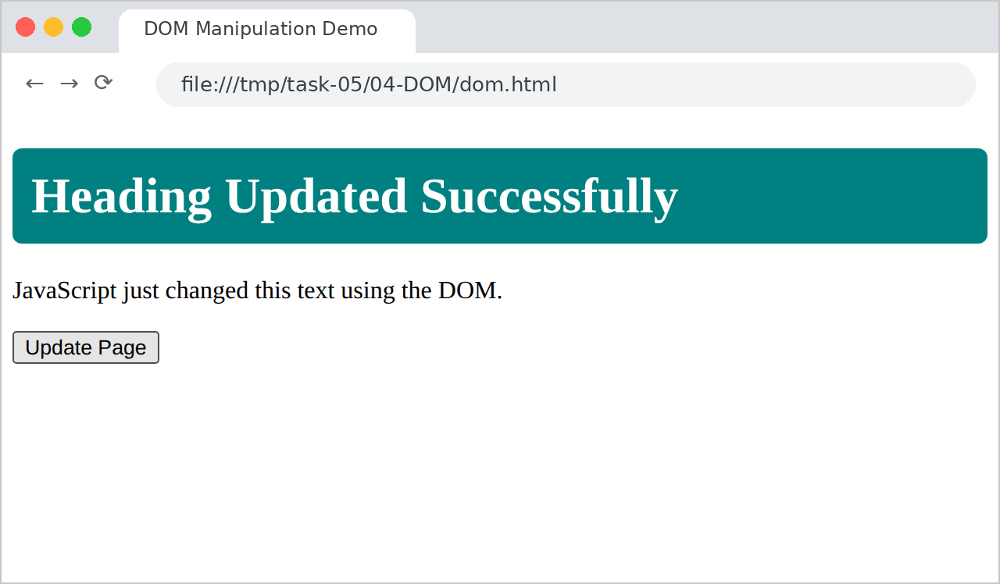 DOM Manipulation Demo
← → ⟳ file:///tmp/task-05/04-DOM/dom.html
Heading Updated Successfully
JavaScript just changed this text using the DOM.
Update Page